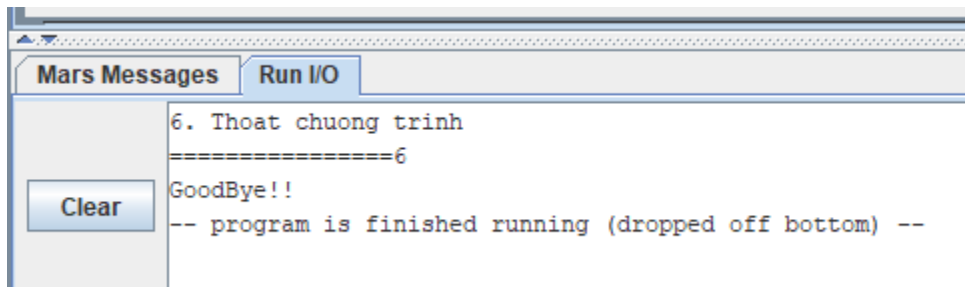 Mars Messages
Run I/O
Clear
6. Thoat chuong trinh
================6
GoodBye!!
-- program is finished running (dropped off bottom) --